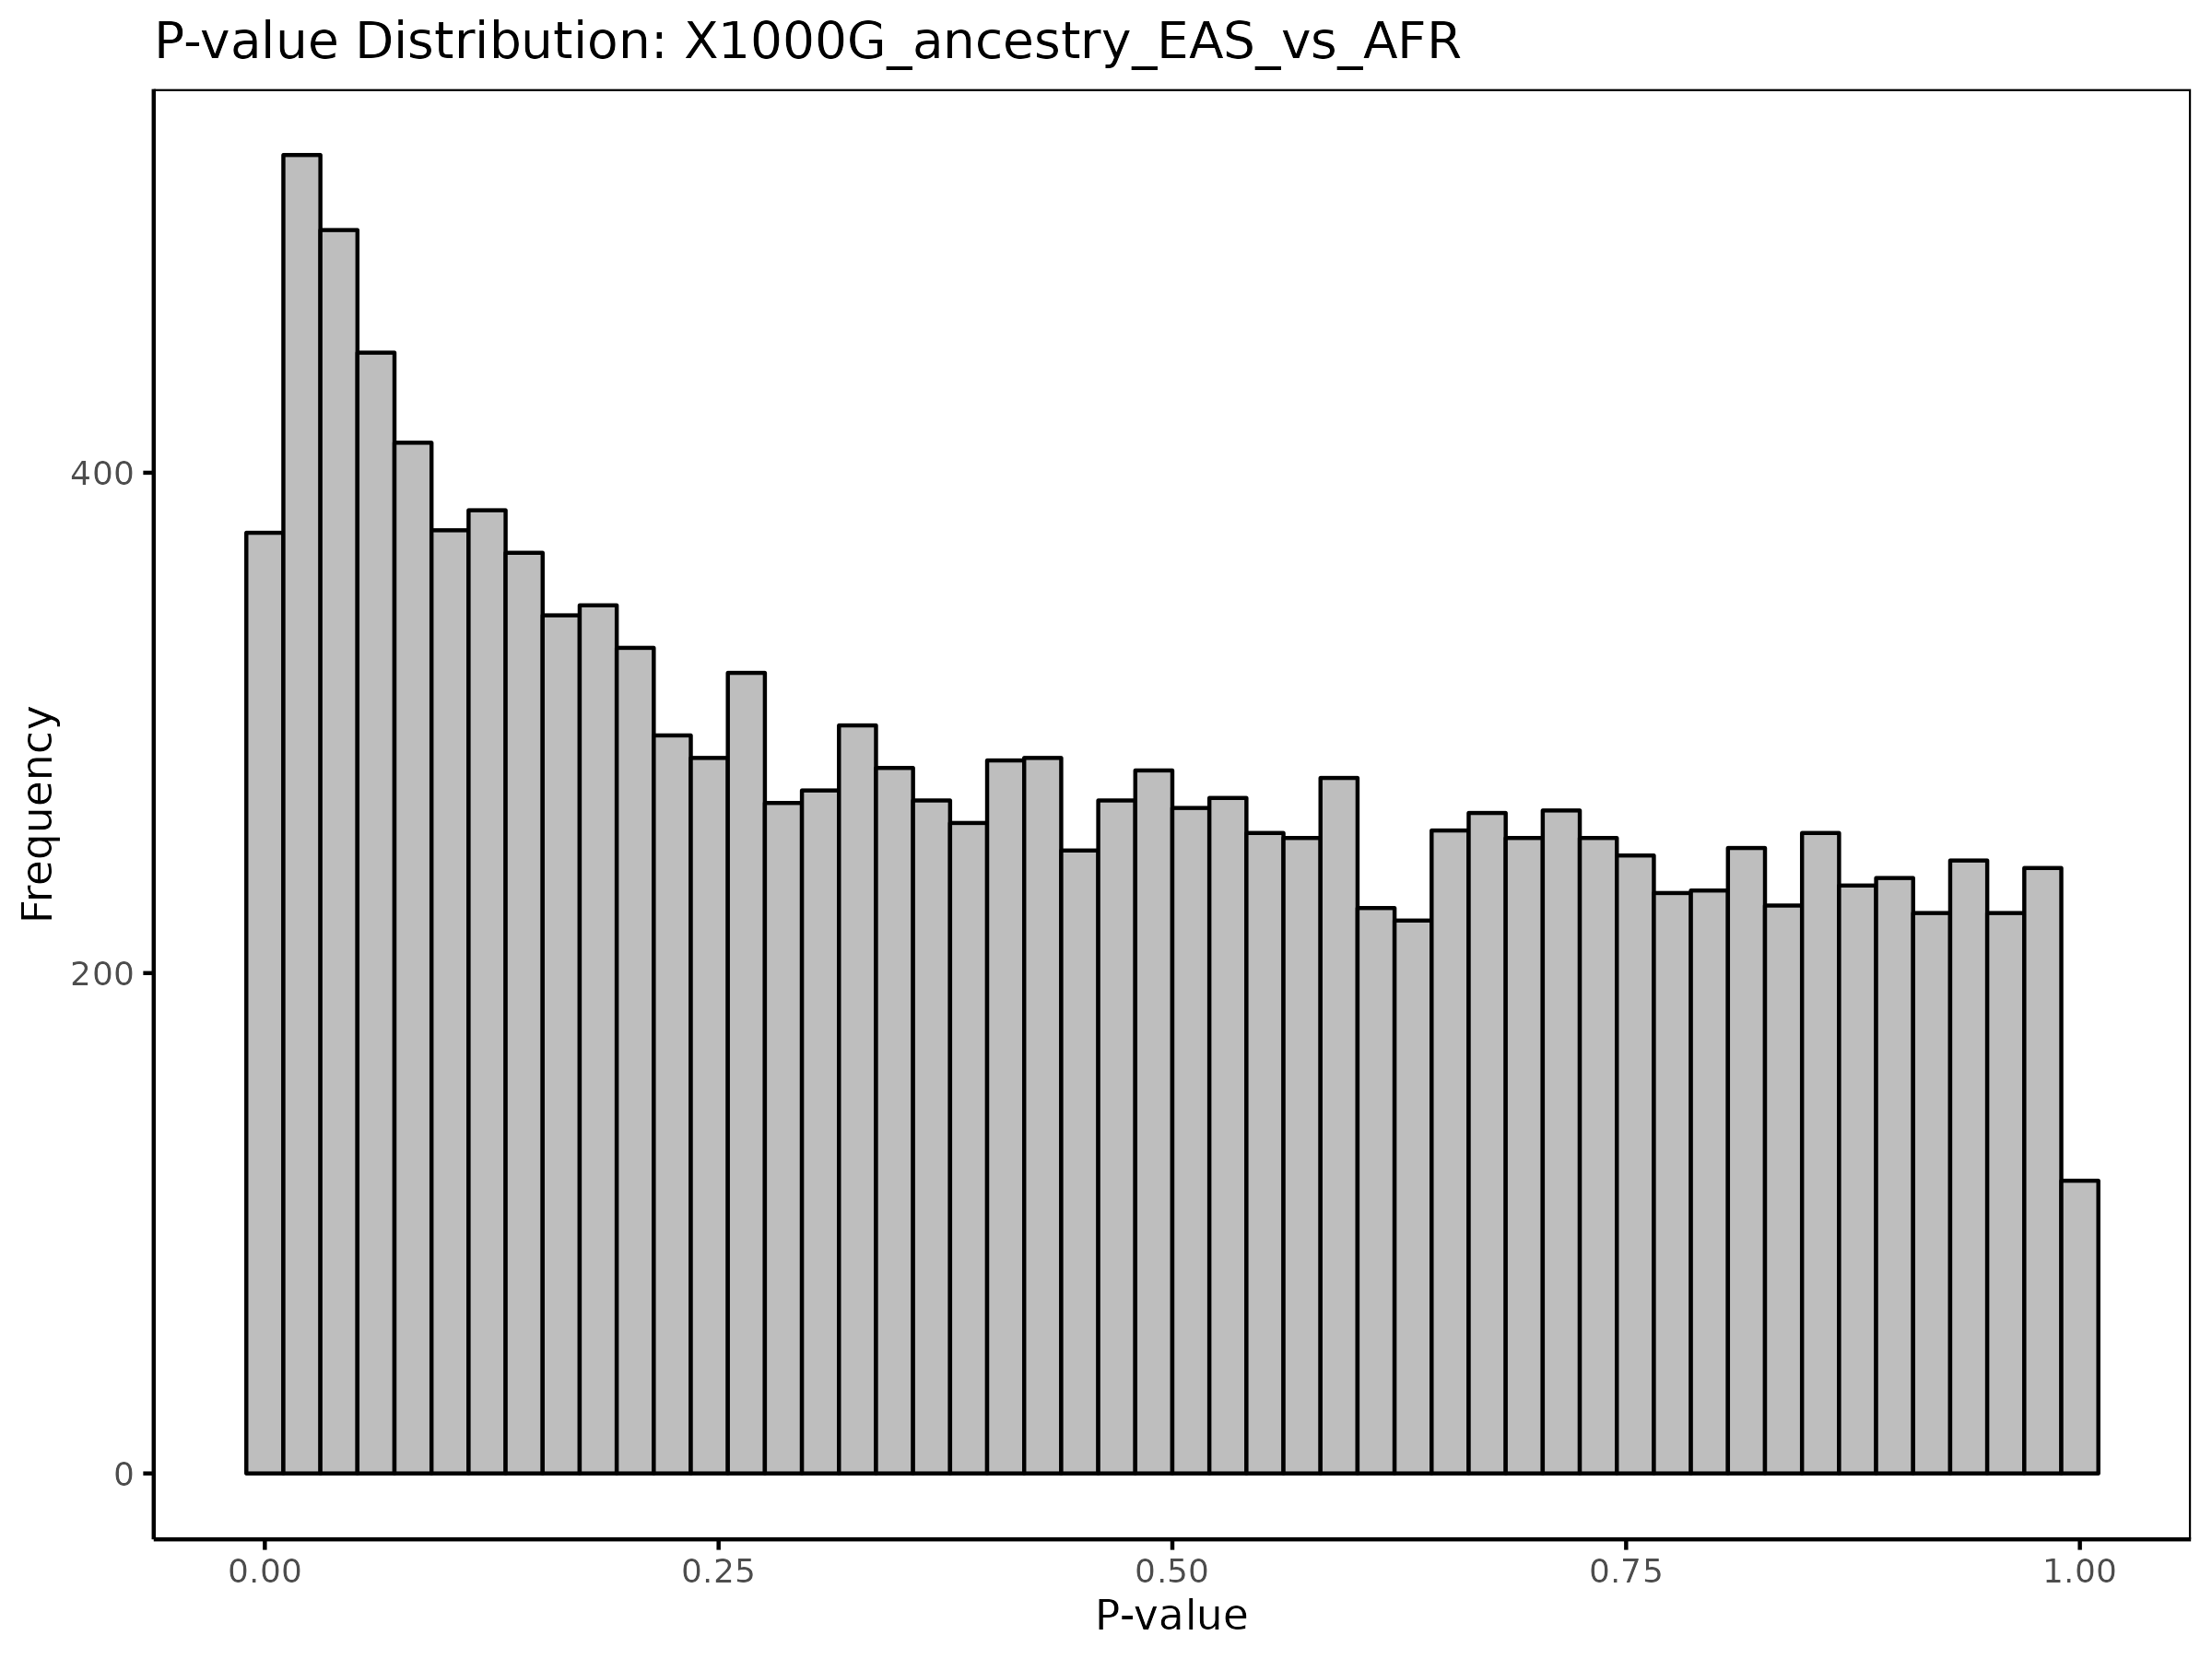 P-value Distribution: X1000G_ancestry_EAS_vs_AFR
Frequency
400
200
0
0.00 0.25 0.50 0.75 1.00
P-value